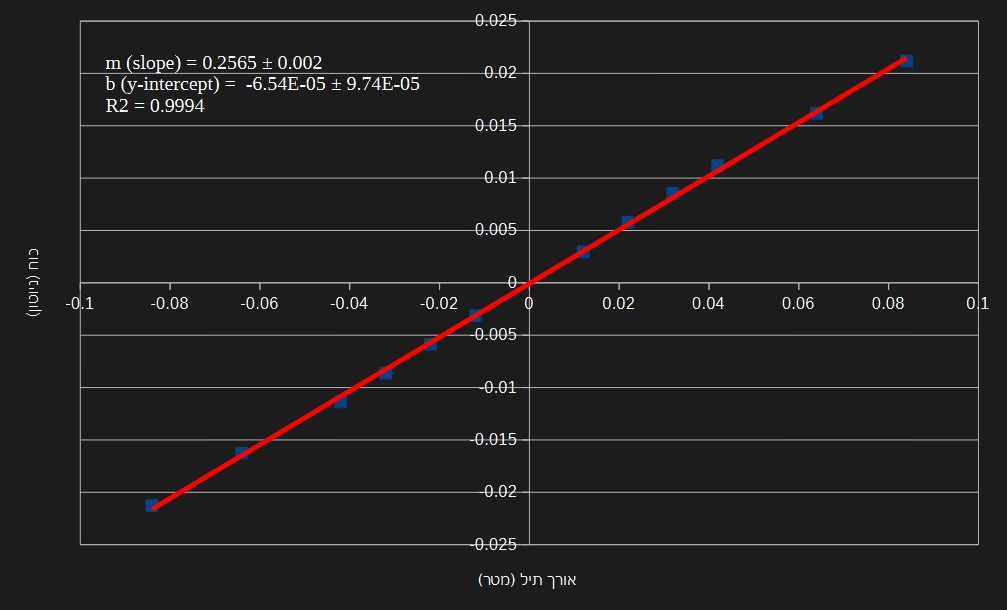 0.025
m (slope) = 0.2565 ± 0.002
0.02
b (y-intercept) = -6.54E-05 ± 9.74E-05
R2 = 0.9994
0.015
0.01
0.005
0
-0.1 -0.08 -0.06 -0.04 -0.02 0 0.02 0.04 0.06 0.08 0.1
כוח (ניוטון)
-0.005
-0.01
-0.015
-0.02
-0.025
אורך תיל (מטר)